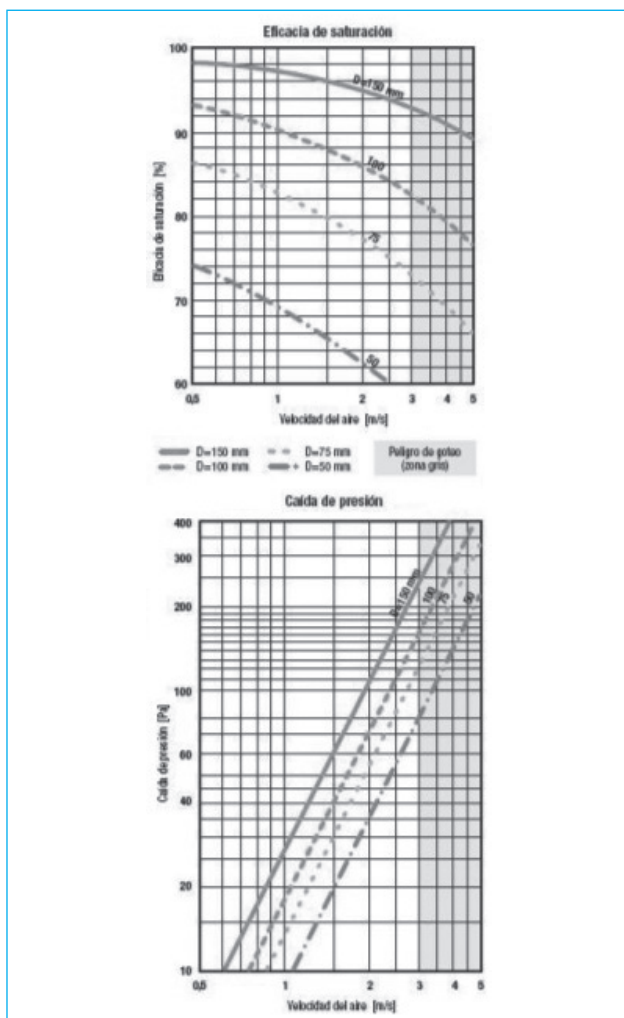 Eficacia de saturación
100
90
80
70
60
Eficacia de saturación [%]
D=150 mm
100
75
50
0,5 1 2 3 4 5
Velocidad del aire [m/s]
D=150 mm D=75 mm
D=100 mm D=50 mm
Peligro de goteo
(zona gris)
Caída de presión
400
300
200
100
60
40
20
10
Caída de presión [Pa]
D=150 mm
100
75
50
0,5 1 2 3 4 5
Velocidad del aire [m/s]